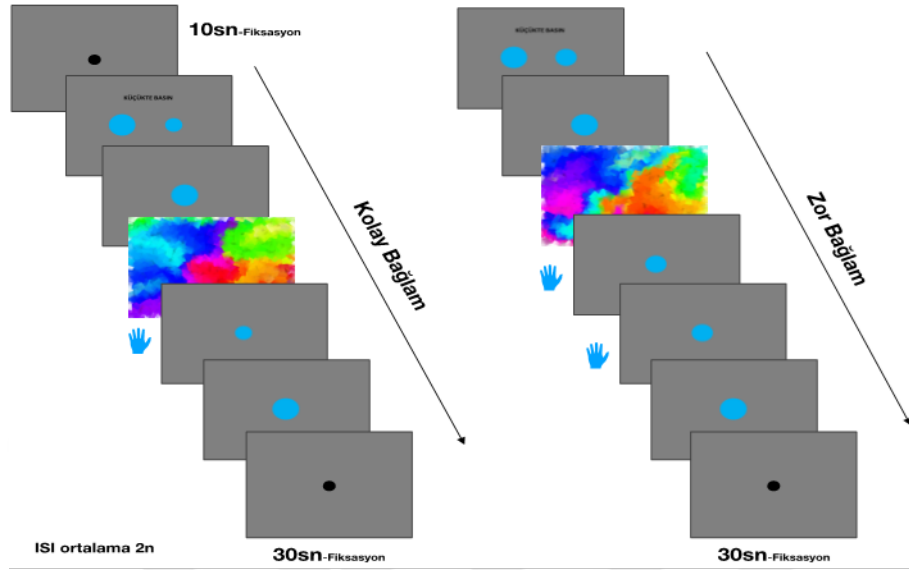 10sn-Fiksasyon
KÜÇÜKTE BASIN
Kolay Bağlam
ISI ortalama 2n
30sn-Fiksasyon
KÜÇÜKTE BASIN
Zor Bağlam
30sn-Fiksasyon